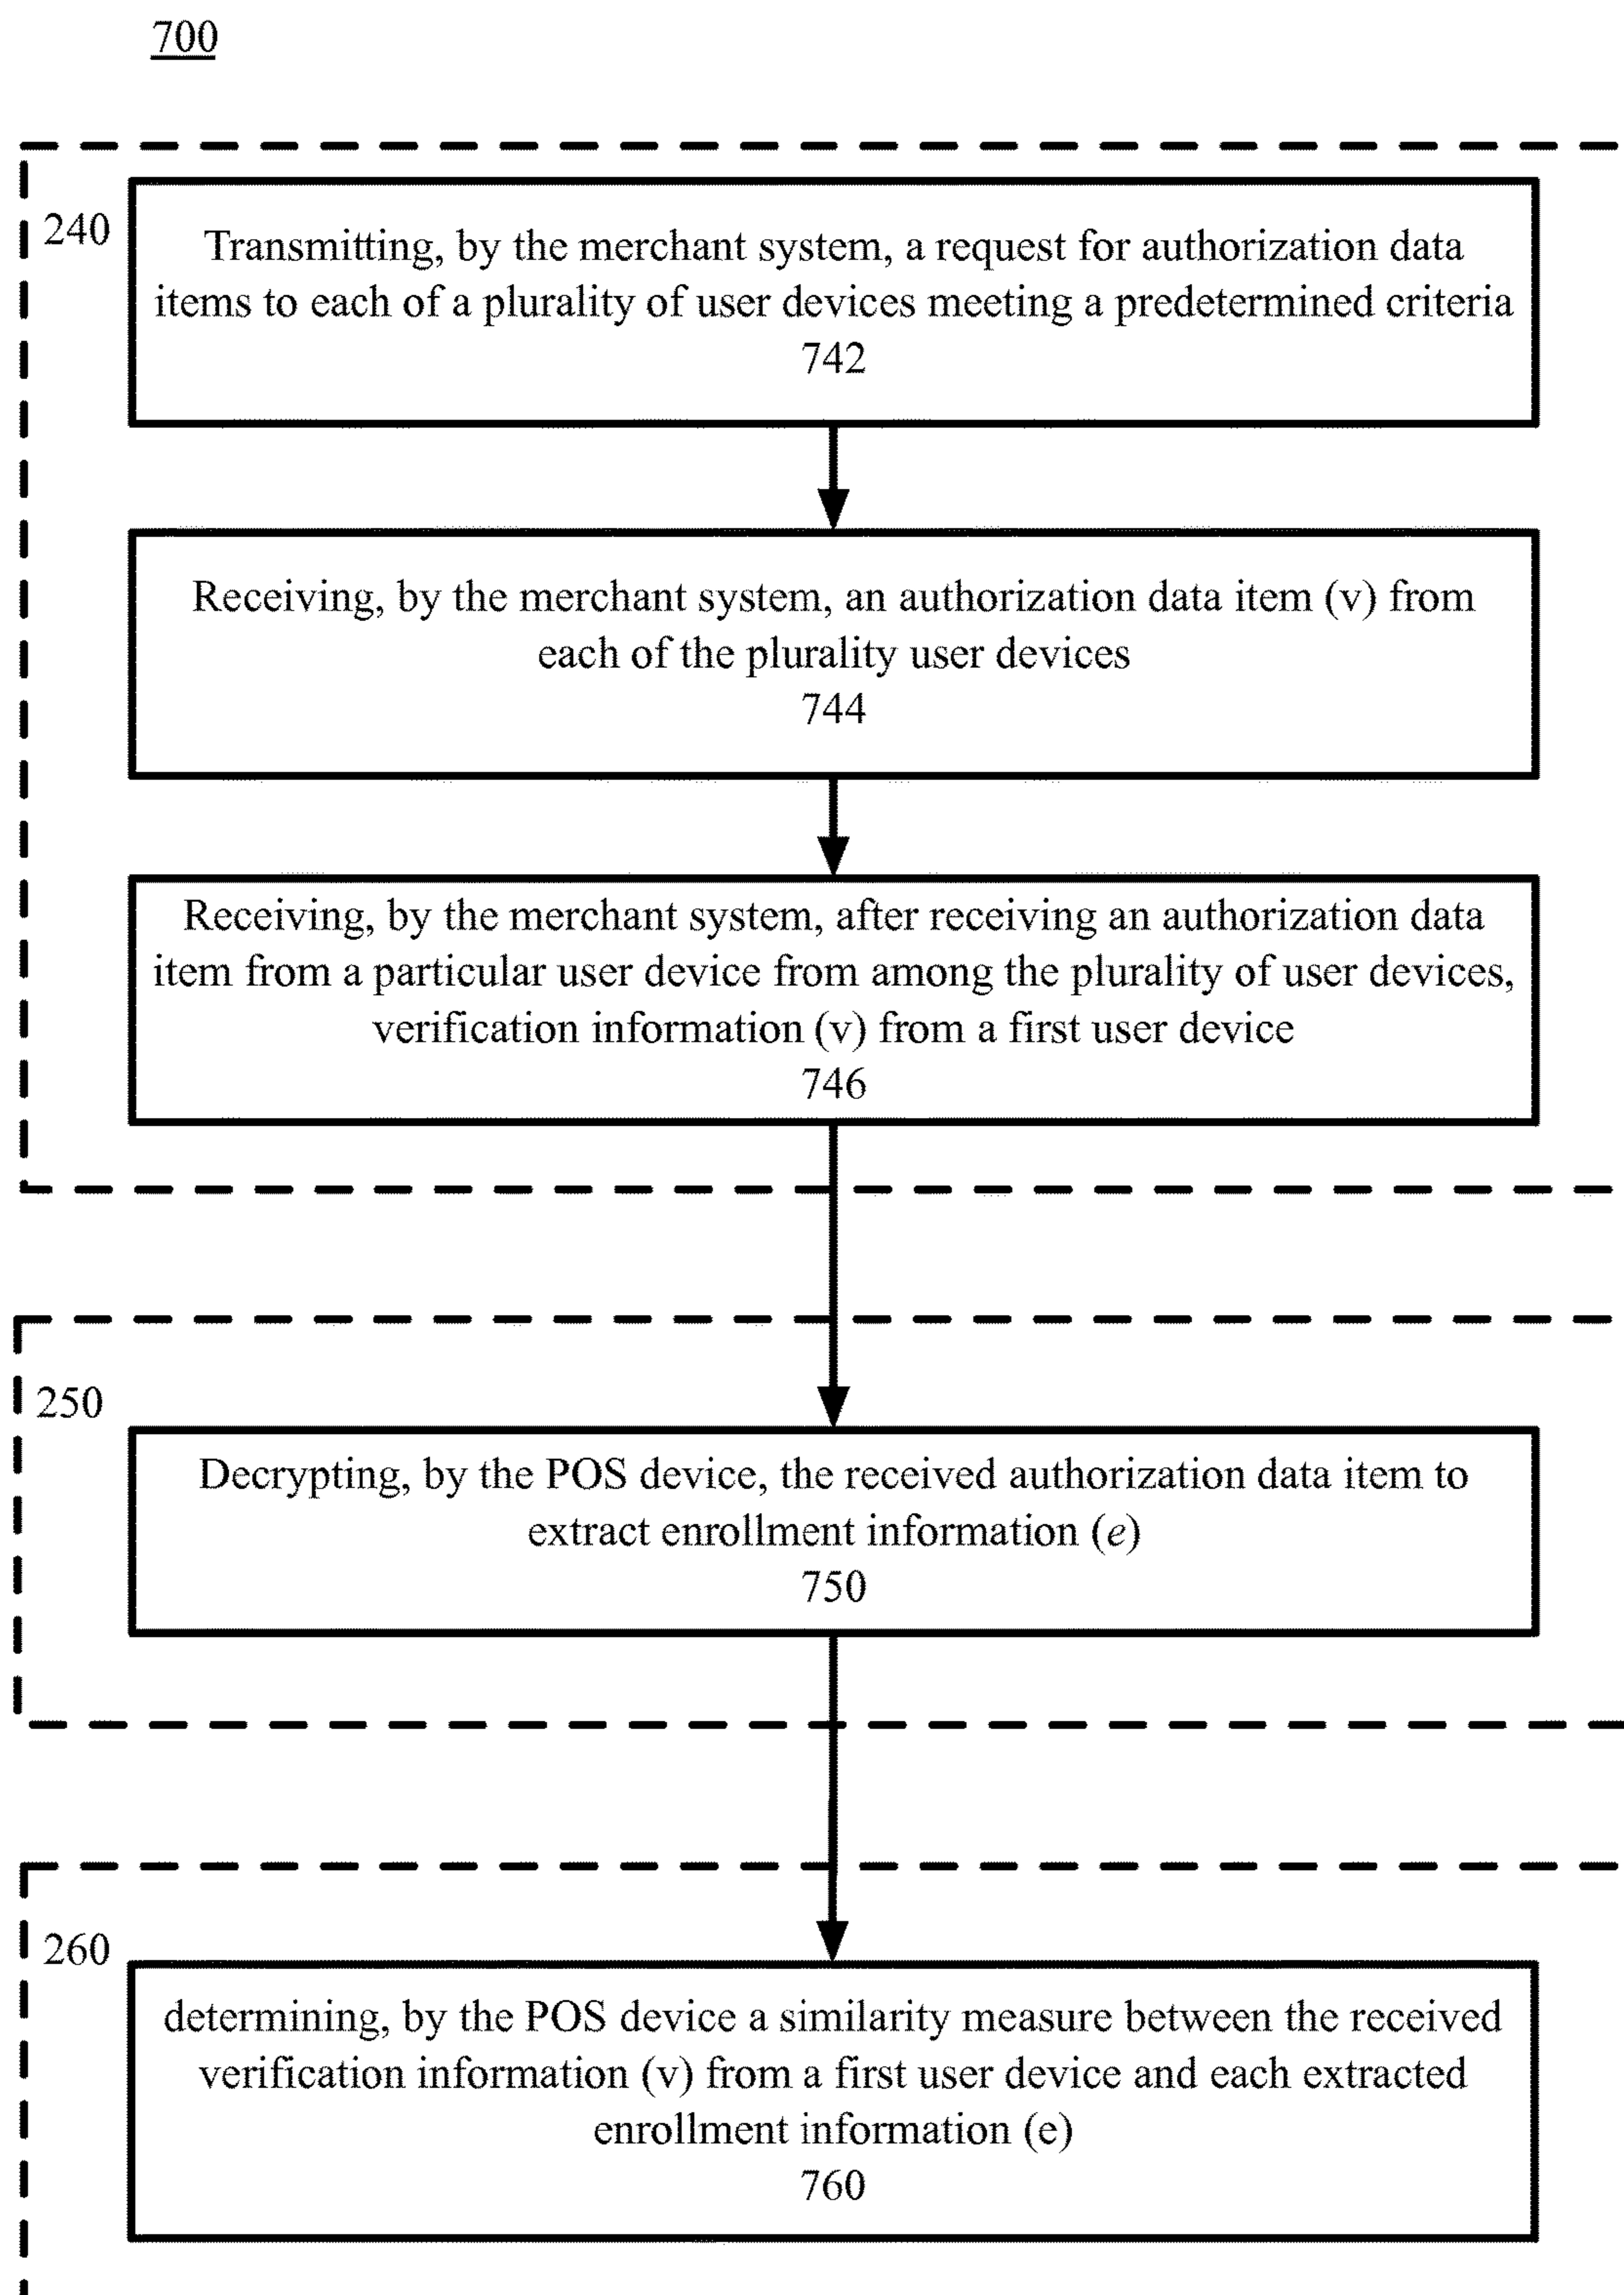 700
240
Transmitting, by the merchant system, a request for authorization data
items to each of a plurality of user devices meeting a predetermined criteria
742
Receiving, by the merchant system, an authorization data item (v) from
each of the plurality user devices
744
Receiving, by the merchant system, after receiving an authorization data
item from a particular user device from among the plurality of user devices,
verification information (v) from a first user device
746
250
Decrypting, by the POS device, the received authorization data item to
extract enrollment information (e)
750
260
determining, by the POS device a similarity measure between the received
verification information (v) from a first user device and each extracted
enrollment information (e)
760